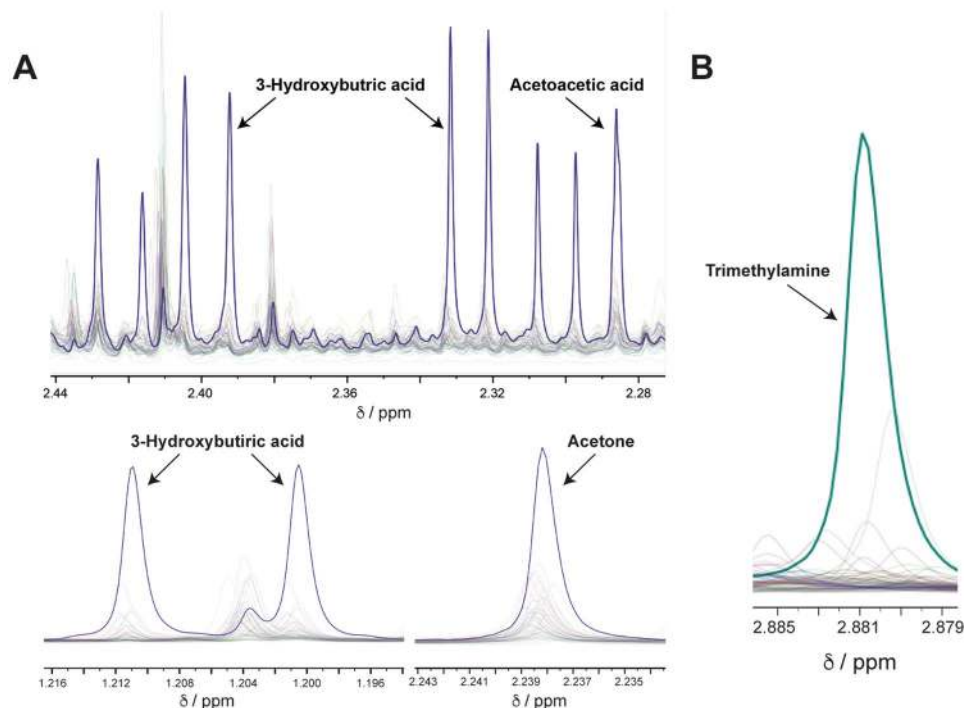 A
B
3-Hydroxybutric acid
Acetoacetic acid
Trimethylamine
2.44 2.40 2.36 2.32 2.28
δ / ppm
3-Hydroxybutiric acid
Acetone
1.216 1.212 1.208 1.204 1.200 1.196
δ / ppm
2.243 2.241 2.239 2.237 2.235
δ / ppm
2.885 2.881 2.879
δ / ppm